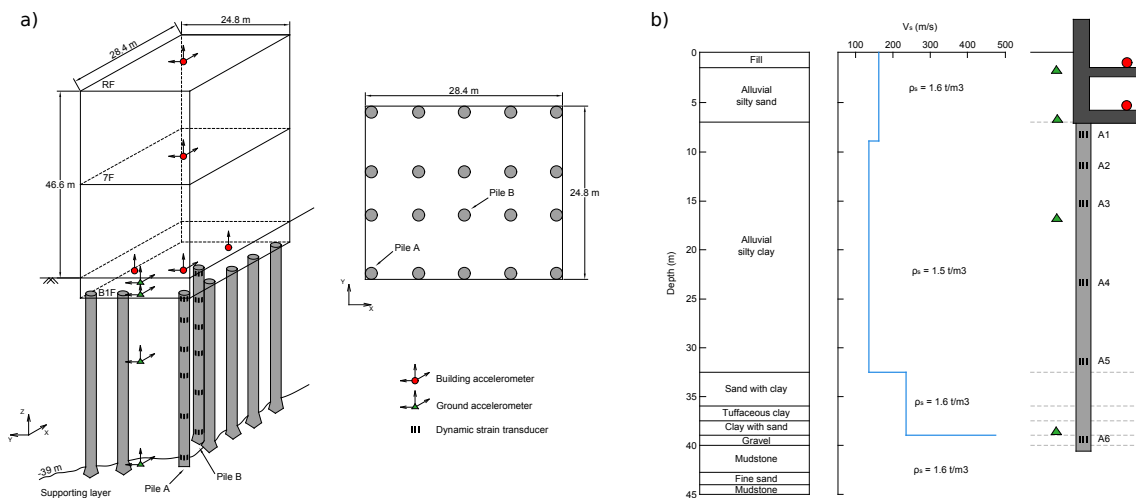 a)
24.8 m
28.4 m
RF
46.6 m
7F
B1F
-39 m
Supporting layer
Pile A
Pile B
Z
Y
X
28.4 m
24.8 m
Pile B
Pile A
Y
X
Building accelerometer
Ground accelerometer
Dynamic strain transducer
b)
Vs (m/s)
100 200 300 400 500
Depth (m)
0
5
10
15
20
25
30
35
40
45
Fill
Alluvial
silty sand
Alluvial
silty clay
Sand with clay
Tuffaceous clay
Clay with sand
Gravel
Mudstone
Fine sand
Mudstone
ρs = 1.6 t/m3
ρs = 1.5 t/m3
ρs = 1.6 t/m3
ρs = 1.6 t/m3
A1
A2
A3
A4
A5
A6